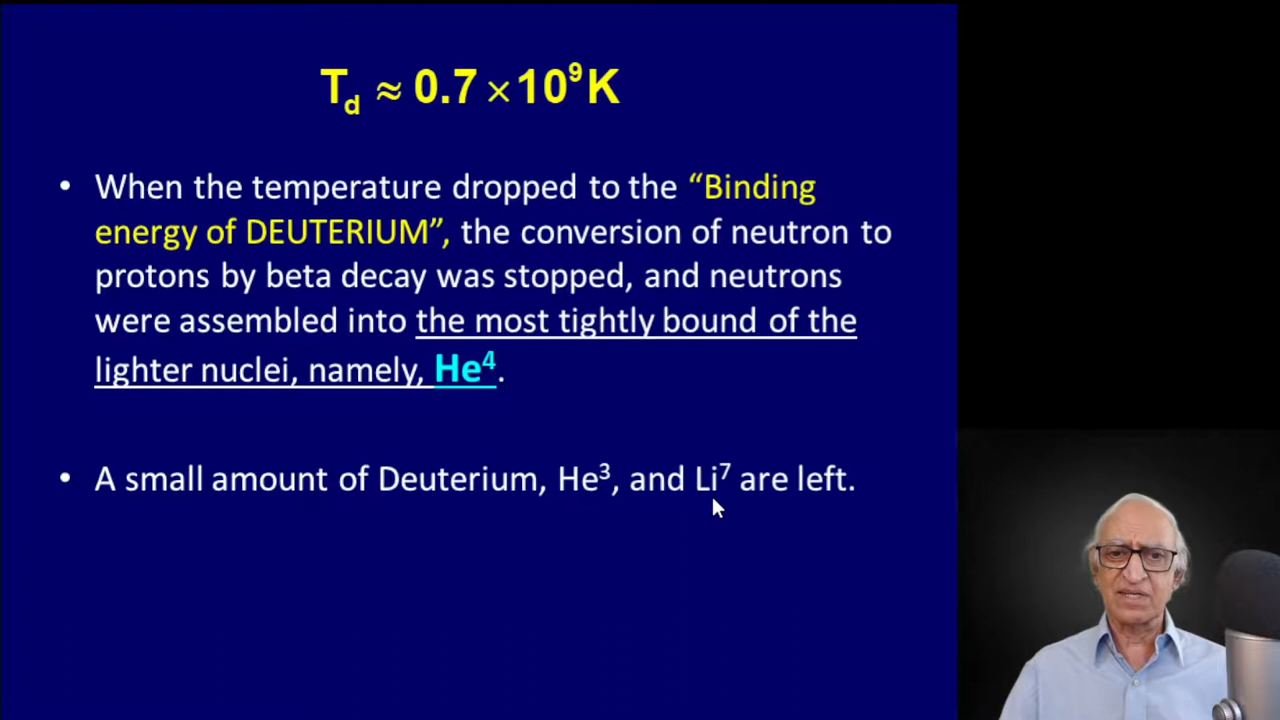 T_d ≈ 0.7 ×10⁹K
• When the temperature dropped to the “Binding
energy of DEUTERIUM”, the conversion of neutron to
protons by beta decay was stopped, and neutrons
were assembled into the most tightly bound of the
lighter nuclei, namely, He⁴.
• A small amount of Deuterium, He³, and Li⁷ are left.